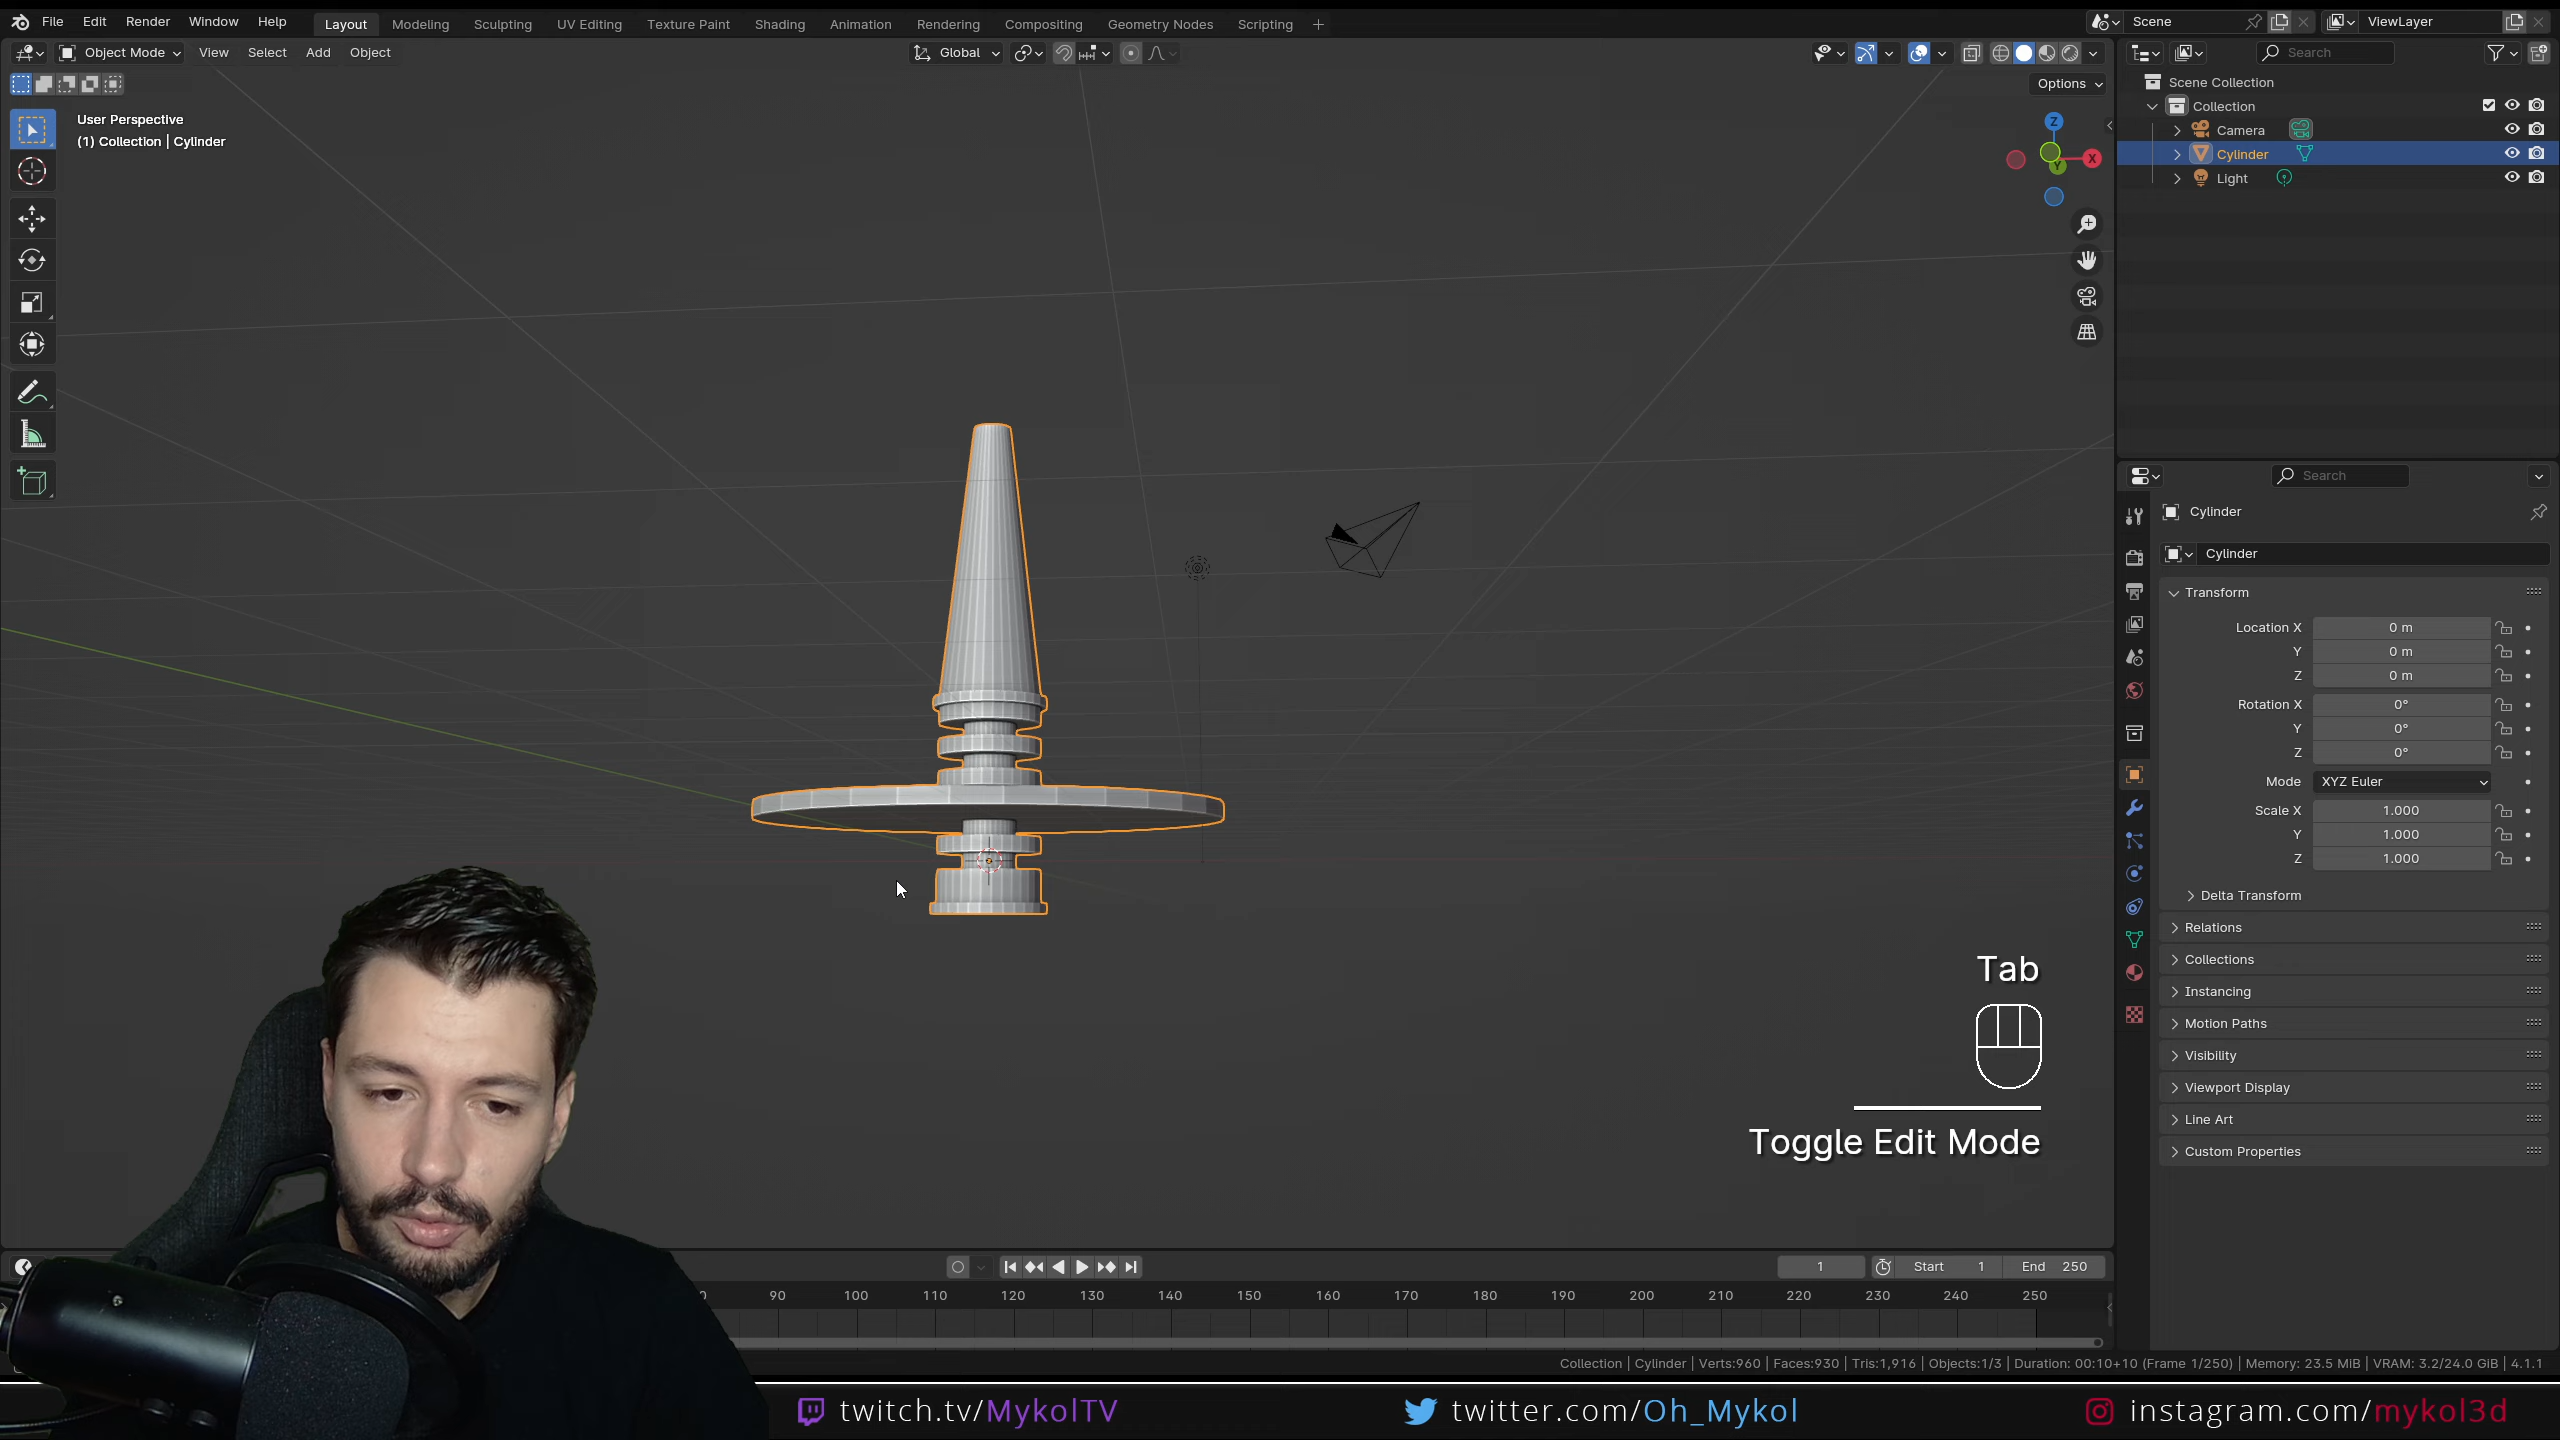 File Edit Render Window Help
Layout Modeling Sculpting UV Editing Texture Paint Shading Animation Rendering Compositing Geometry Nodes Scripting
Scene
ViewLayer
Object Mode View Select Add Object
Global
Search
Options
User Perspective
(1) Collection | Cylinder
Z
X
Y
Scene Collection
Collection
Camera
Cylinder
Light
Search
Cylinder
Cylinder
Transform
Location X 0 m
Y 0 m
Z 0 m
Rotation X 0°
Y 0°
Z 0°
Mode XYZ Euler
Scale X 1.000
Y 1.000
Z 1.000
Delta Transform
Relations
Collections
Instancing
Motion Paths
Visibility
Viewport Display
Line Art
Custom Properties
Tab
Toggle Edit Mode
1 Start 1 End 250
90 100 110 120 130 140 150 160 170 180 190 200 210 220 230 240 250
Collection | Cylinder | Verts:960 | Faces:930 | Tris:1,916 | Objects:1/3 | Duration: 00:10+10 (Frame 1/250) | Memory: 23.5 MiB | VRAM: 3.2/24.0 GiB | 4.1.1
twitch.tv/MykolTV
twitter.com/Oh_Mykol
instagram.com/mykol3d